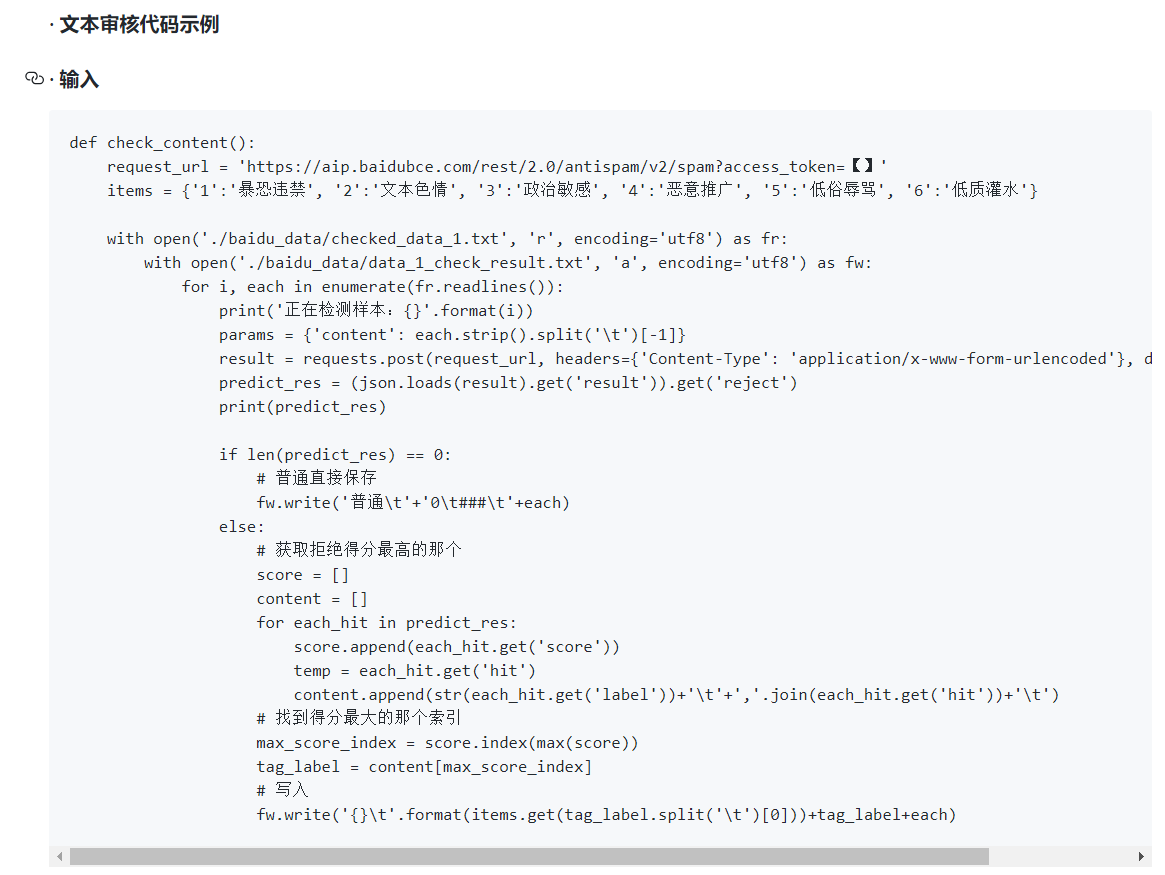 · 文本审核代码示例
· 输入
def check_content():
    request_url = 'https://aip.baidubce.com/rest/2.0/antispam/v2/spam?access_token=【】'
    items = {'1':'暴恐违禁', '2':'文本色情', '3':'政治敏感', '4':'恶意推广', '5':'低俗辱骂', '6':'低质灌水'}
    with open('./baidu_data/checked_data_1.txt', 'r', encoding='utf8') as fr:
        with open('./baidu_data/data_1_check_result.txt', 'a', encoding='utf8') as fw:
            for i, each in enumerate(fr.readlines()):
                print('正在检测样本：{}'.format(i))
                params = {'content': each.strip().split('\t')[-1]}
                result = requests.post(request_url, headers={'Content-Type': 'application/x-www-form-urlencoded'}, d
                predict_res = (json.loads(result).get('result')).get('reject')
                print(predict_res)
                if len(predict_res) == 0:
                    # 普通直接保存
                    fw.write('普通\t'+'0\t###\t'+each)
                else:
                    # 获取拒绝得分最高的那个
                    score = []
                    content = []
                    for each_hit in predict_res:
                        score.append(each_hit.get('score'))
                        temp = each_hit.get('hit')
                        content.append(str(each_hit.get('label'))+'\t'+','.join(each_hit.get('hit'))+'\t')
                    # 找到得分最大的那个索引
                    max_score_index = score.index(max(score))
                    tag_label = content[max_score_index]
                    # 写入
                    fw.write('{}\t'.format(items.get(tag_label.split('\t')[0]))+tag_label+each)